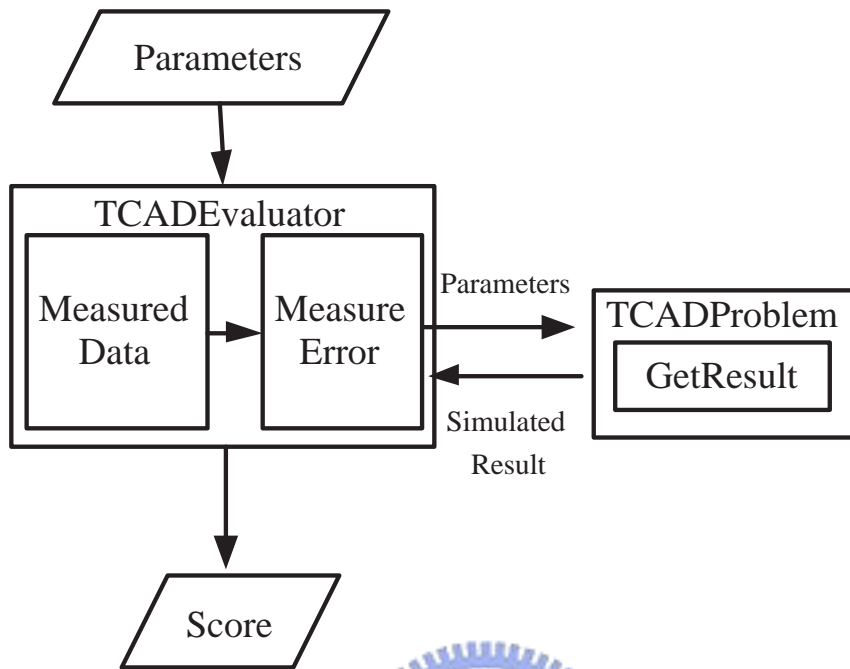 Parameters
TCADEvaluator
Measured
Data
Measure
Error
Parameters
Simulated
Result
TCADProblem
GetResult
Score